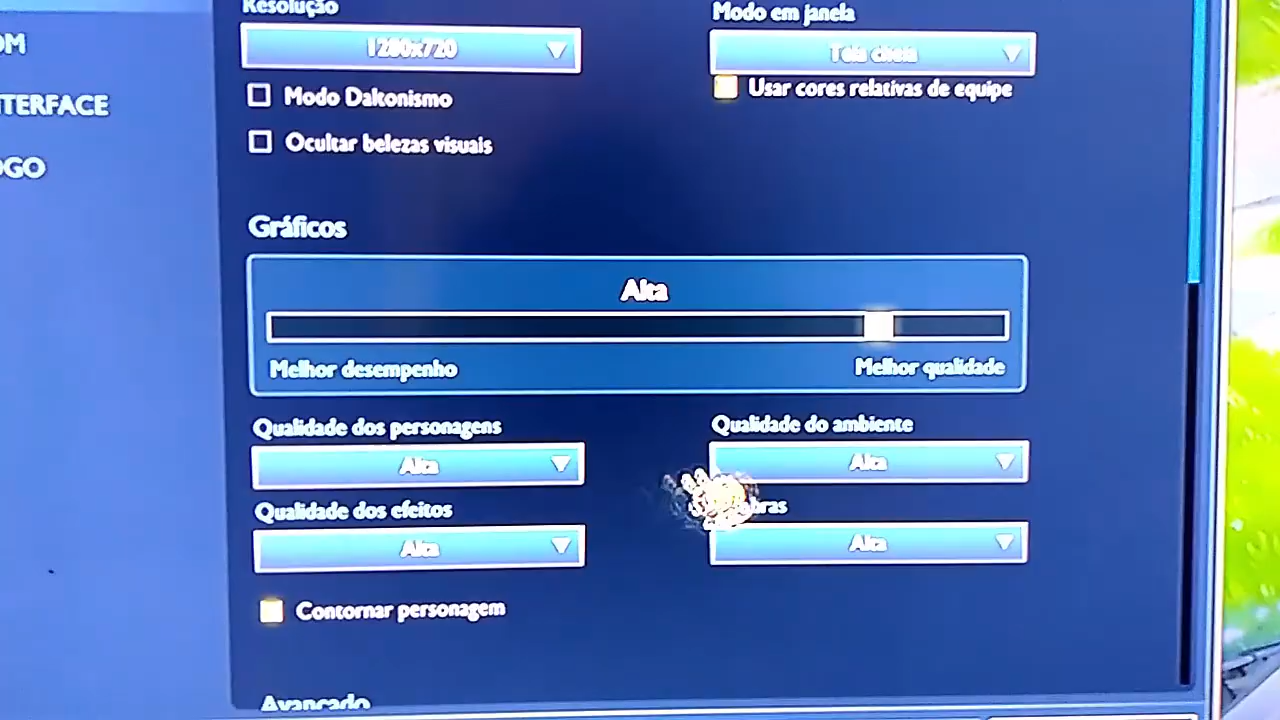 Resolução
Modo em janela
OM
1280x720
Tela cheia
Modo Daltonismo
Usar cores relativas de equipe
NTERFACE
Ocultar belezas visuais
OGO
Gráficos
Alta
Melhor desempenho
Melhor qualidade
Qualidade dos personagens
Qualidade do ambiente
Alta
Alta
Qualidade dos efeitos
bras
Alta
Alta
Contornar personagem
Avançado